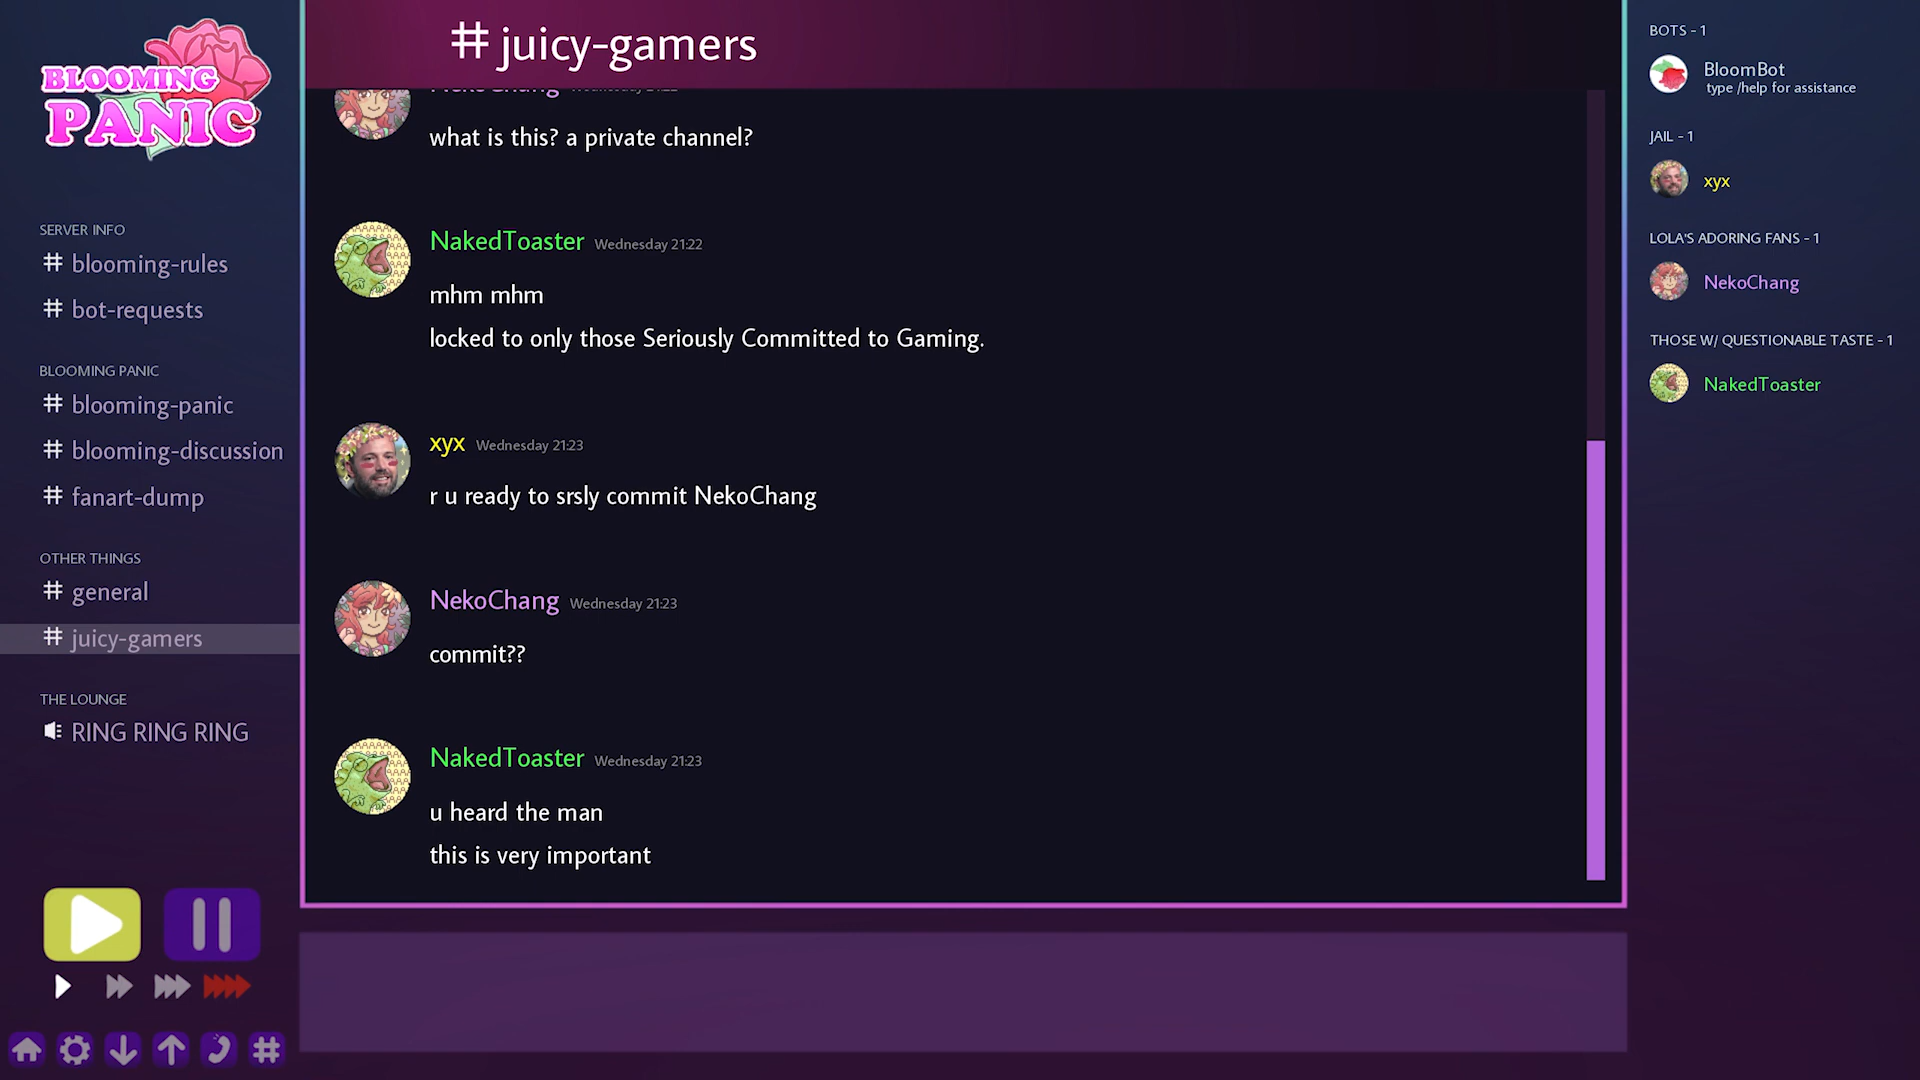 BLOOMING
PANIC
SERVER INFO
# blooming-rules
# bot-requests
BLOOMING PANIC
# blooming-panic
# blooming-discussion
# fanart-dump
OTHER THINGS
# general
# juicy-gamers
THE LOUNGE
RING RING RING
# juicy-gamers
NekoChang
what is this? a private channel?
NakedToaster Wednesday 21:22
mhm mhm
locked to only those Seriously Committed to Gaming.
xyx Wednesday 21:23
r u ready to srsly commit NekoChang
NekoChang Wednesday 21:23
commit??
NakedToaster Wednesday 21:23
u heard the man
this is very important
BOTS - 1
BloomBot
type /help for assistance
JAIL - 1
xyx
LOLA'S ADORING FANS - 1
NekoChang
THOSE W/ QUESTIONABLE TASTE - 1
NakedToaster